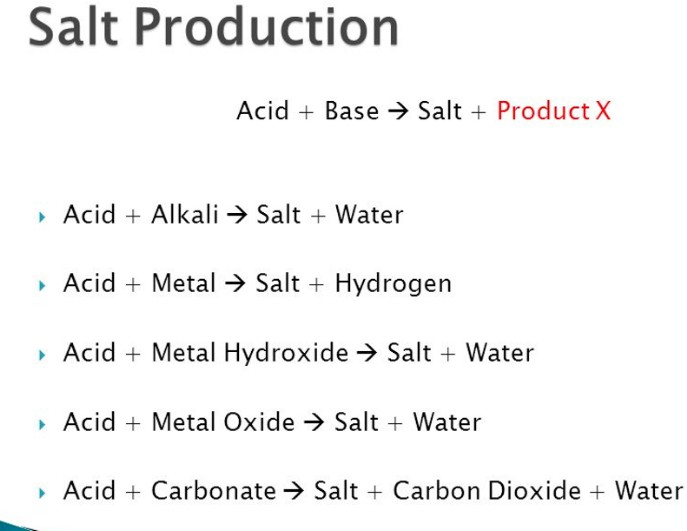 Salt Production
Acid + Base → Salt + Product X
Acid + Alkali → Salt + Water
Acid + Metal → Salt + Hydrogen
Acid + Metal Hydroxide → Salt + Water
Acid + Metal Oxide → Salt + Water
Acid + Carbonate → Salt + Carbon Dioxide + Water